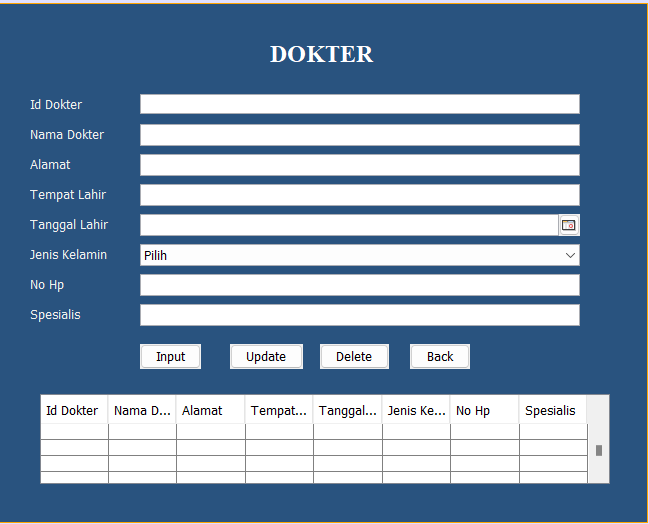 DOKTER
Id Dokter
Nama Dokter
Alamat
Tempat Lahir
Tanggal Lahir
Jenis Kelamin Pilih
No Hp
Spesialis
Input Update Delete Back
Id Dokter Nama D... Alamat Tempat... Tanggal... Jenis Ke... No Hp Spesialis